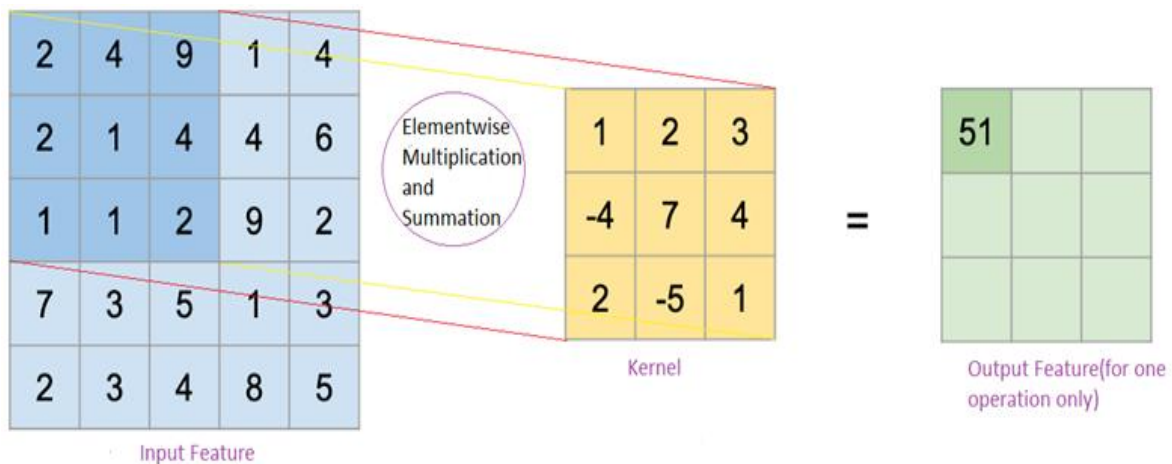 2 4 9 1 4
2 1 4 4 6
1 1 2 9 2
7 3 5 1 3
2 3 4 8 5
Input Feature
Elementwise
Multiplication
and
Summation
1 2 3
-4 7 4
2 -5 1
Kernel
=
51
Output Feature(for one
operation only)